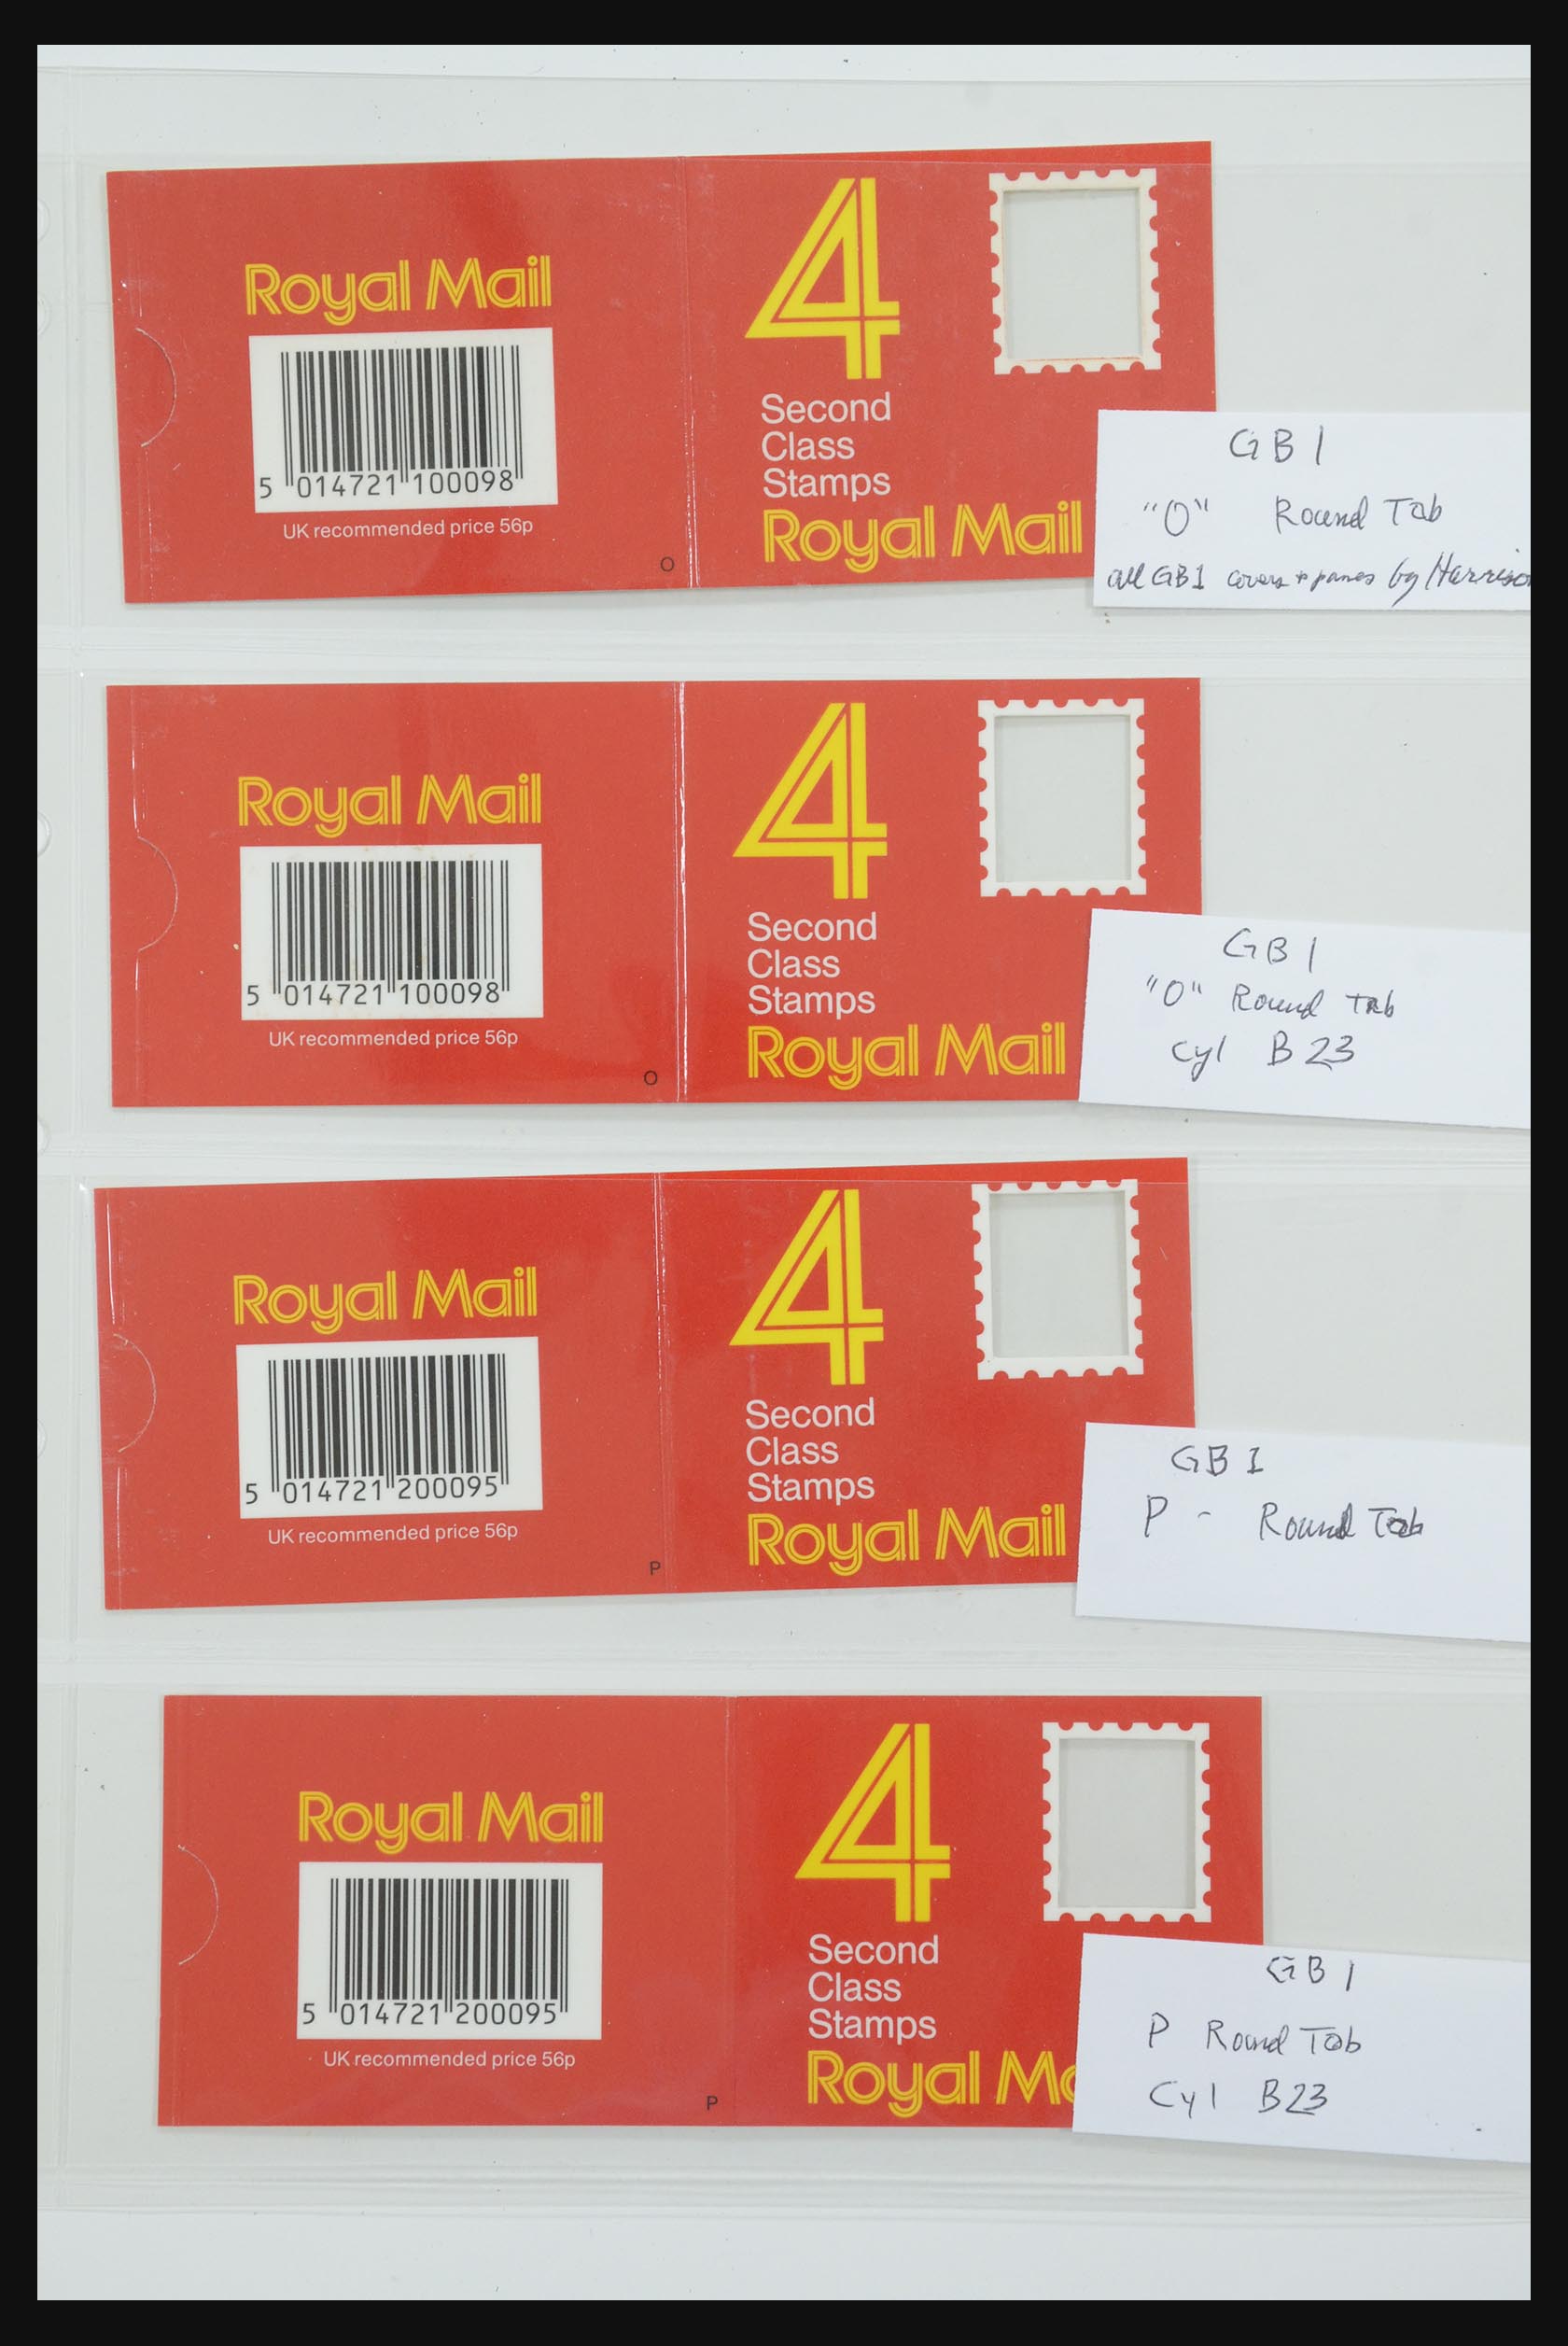 Royal Mail
5 014721 100098
UK recommended price 56p
O
4
Second
Class
Stamps
Royal Mail
GB1
"O" Round Tab
all GB1 covers + panes by Harriso
Royal Mail
5 014721 100098
UK recommended price 56p
O
4
Second
Class
Stamps
Royal Mail
GB1
"O" Round Tab
Cyl B23
Royal Mail
5 014721 200095
UK recommended price 56p
P
4
Second
Class
Stamps
Royal Mail
GB1
P - Round Tab
Royal Mail
5 014721 200095
UK recommended price 56p
P
4
Second
Class
Stamps
Royal Ma
GB1
P Round Tab
Cyl B23